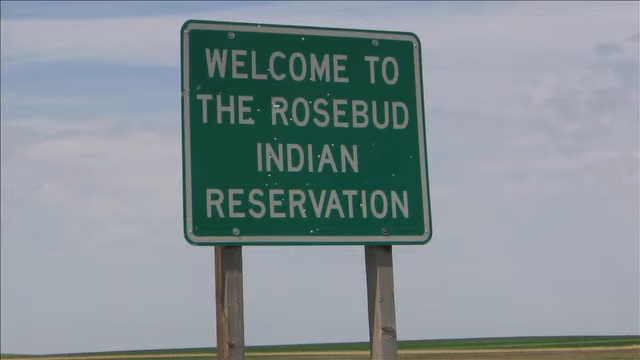 WELCOME TO
THE ROSEBUD
INDIAN
RESERVATION